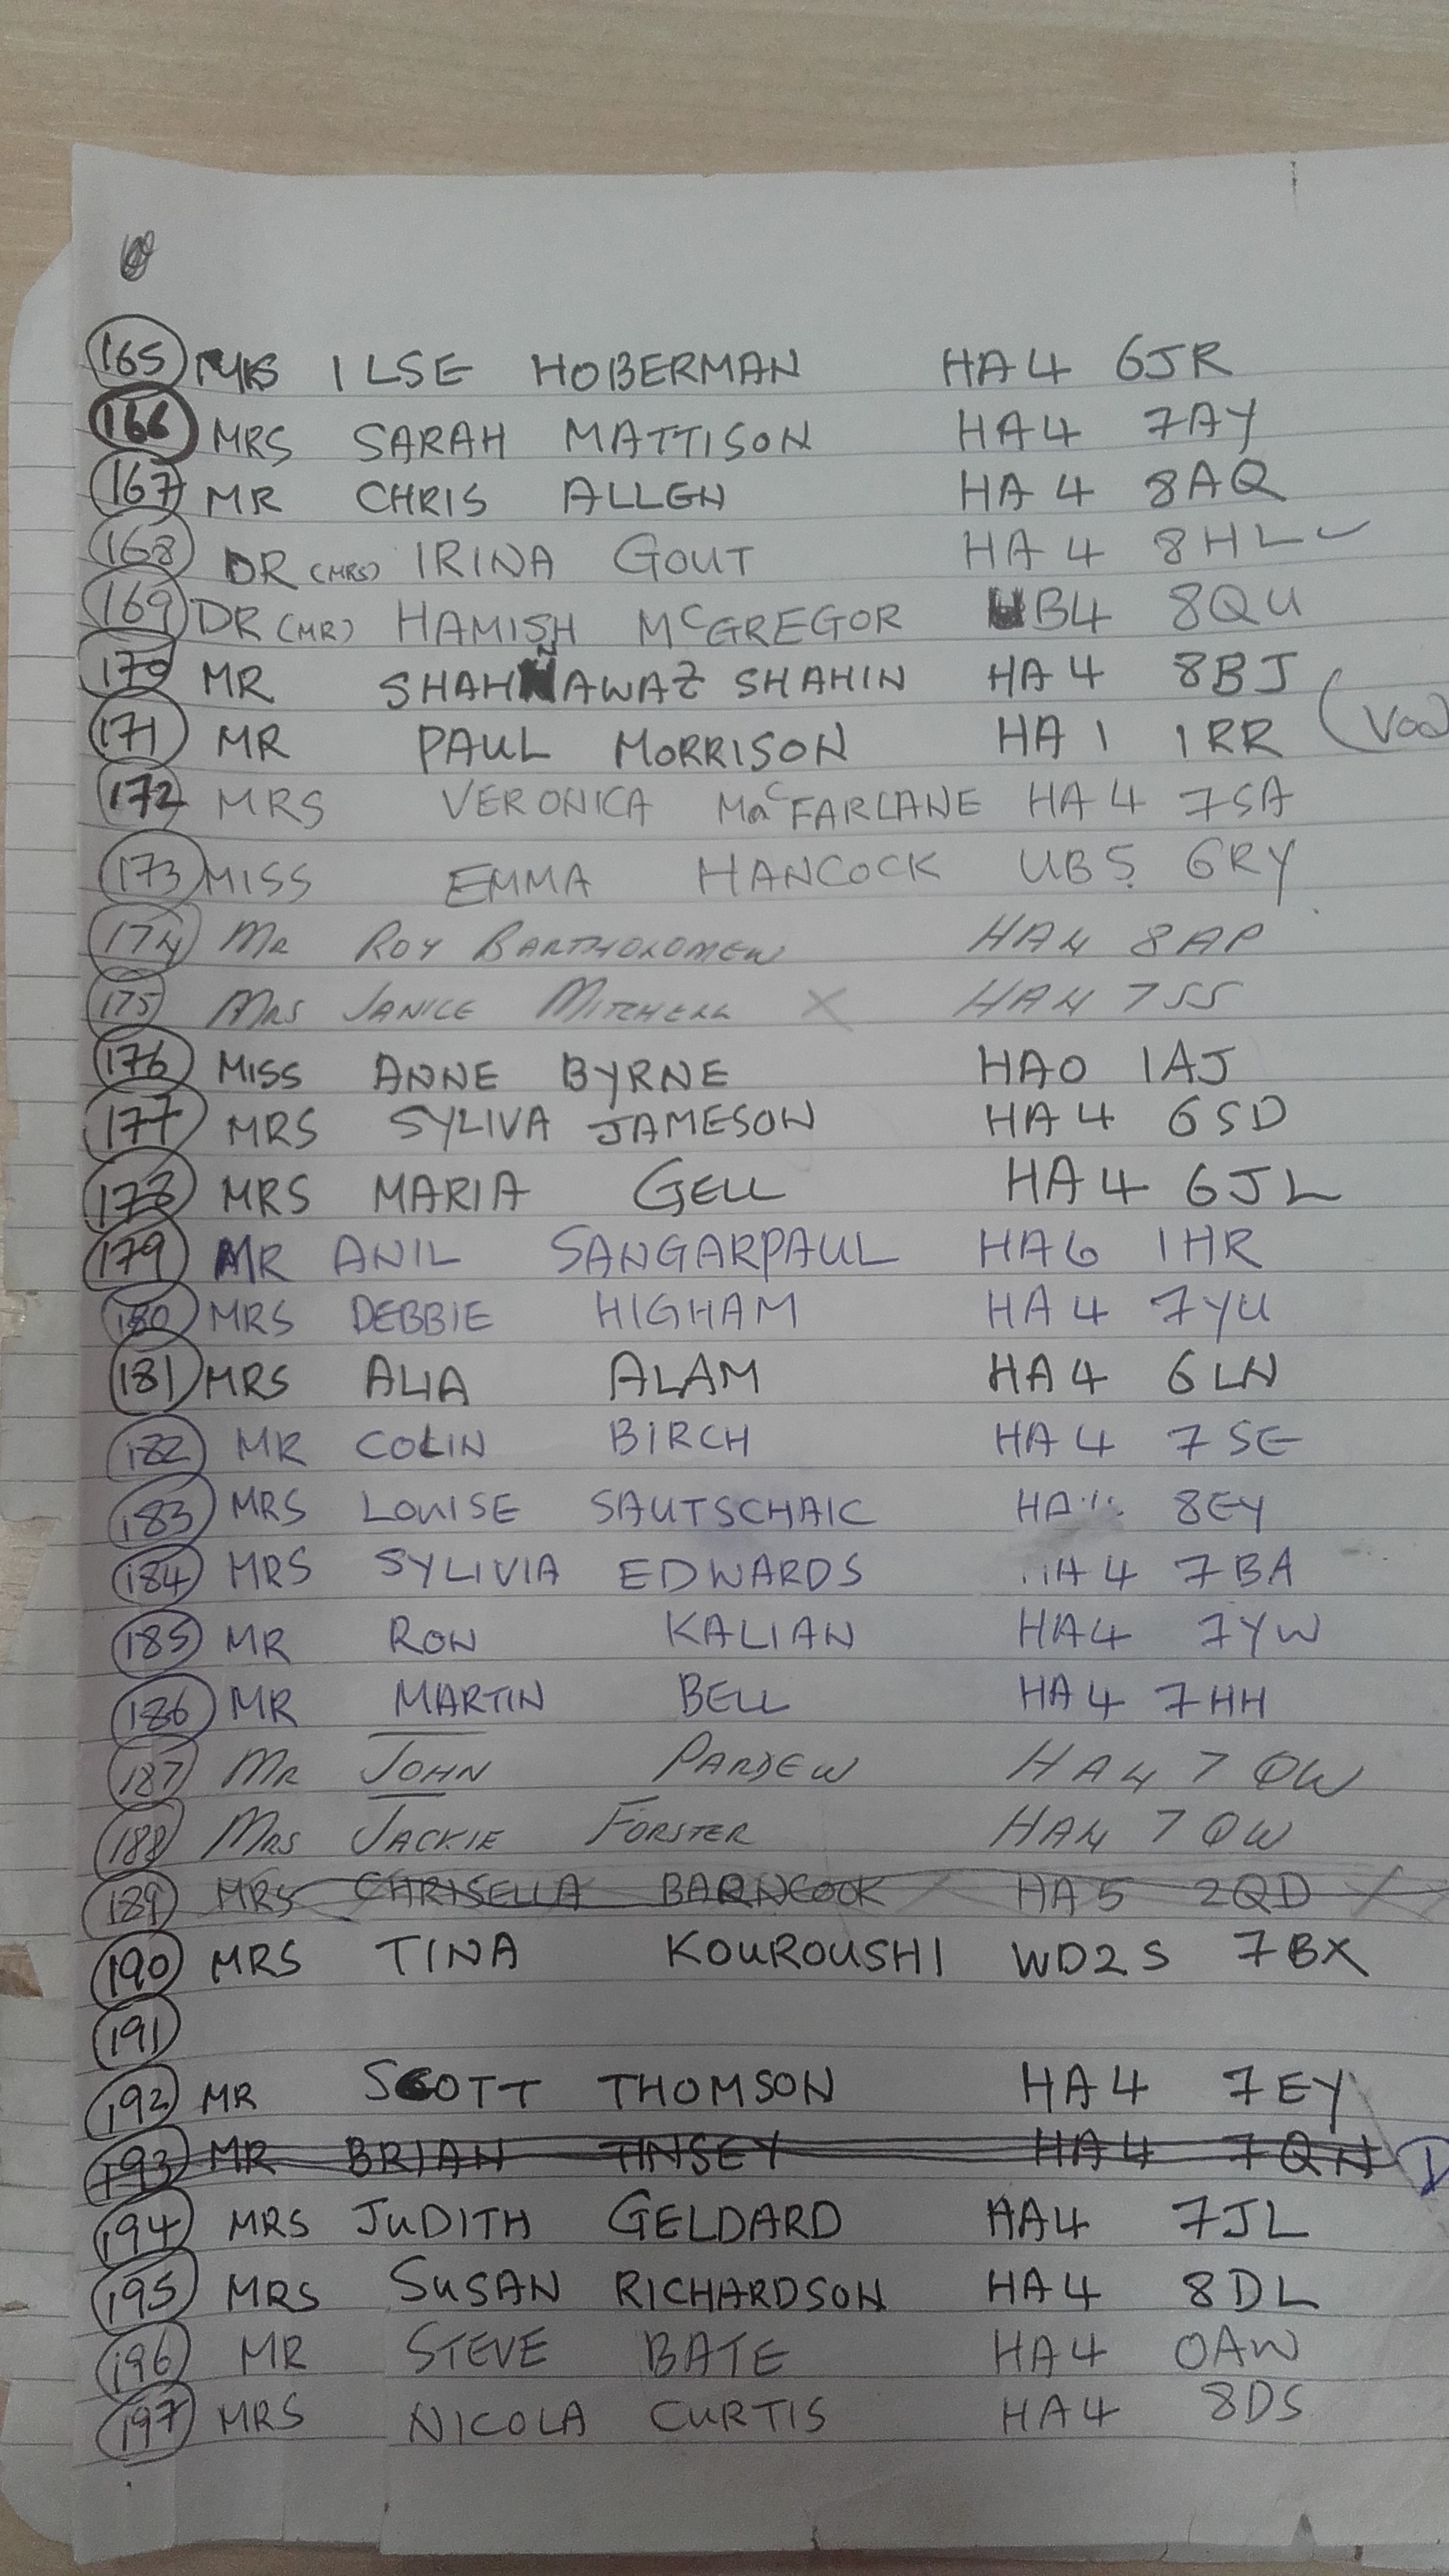 165 MRS ILSE HOBERMAN HA4 6JR
166 MRS SARAH MATTISON HA4 7AY
167 MR CHRIS ALLEN HA4 8AQ
168 DR (MRS) IRINA GOUT HA4 8HL
169 DR (MR) HAMISH McGREGOR UB4 8QU
170 MR SHAHNAWAZ SHAHIN HA4 8BJ
171 MR PAUL MORRISON HA1 1RR
172 MRS VERONICA MacFARLANE HA4 7SA
173 MISS EMMA HANCOCK UB5 6RY
174 MR ROY BARTHOLOMEW HA4 8AP
175 MRS JANICE MITCHELL X HA4 7SS
176 MISS ANNE BYRNE HA0 1AJ
177 MRS SYLIVA JAMESON HA4 6SD
178 MRS MARIA GELL HA4 6JL
179 MR ANIL SANGARPAUL HA6 1HR
180 MRS DEBBIE HIGHAM HA4 7YU
181 MRS ALIA ALAM HA4 6LN
182 MR COLIN BIRCH HA4 7SE
183 MRS LOUISE SAUTSCHAIC 8EY
184 MRS SYLIVIA EDWARDS HA4 7BA
185 MR RON KALIAN HA4 7YW
186 MR MARTIN BELL HA4 7HH
187 MR JOHN PARDEW HA4 7QW
188 MRS JACKIE FORSTER HA4 7QW
189 MRS CHRISELLA BARNCOOK HA5 2QD
190 MRS TINA KOUROUSHI WD25 7BX
191
192 MR SCOTT THOMSON HA4 7EY
193 MR BRIAN TINSEY HA4 7QN
194 MRS JUDITH GELDARD HA4 7JL
195 MRS SUSAN RICHARDSON HA4 8DL
196 MR STEVE BATE HA4 0AW
197 MRS NICOLA CURTIS HA4 8DS